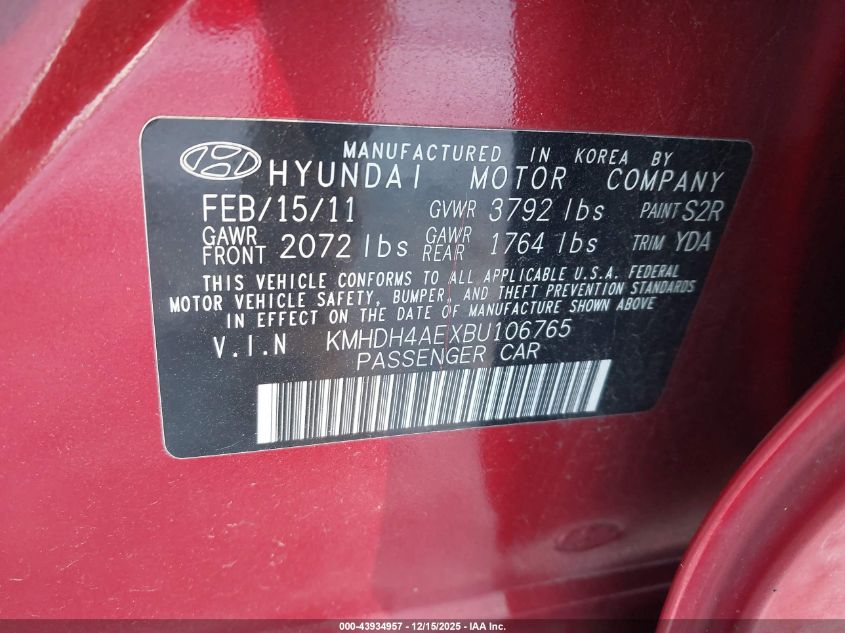 MANUFACTURED IN KOREA BY
HYUNDAI MOTOR COMPANY
FEB/15/11 GVWR 3792 lbs PAINT S2R
GAWR FRONT 2072 lbs GAWR REAR 1764 lbs TRIM YDA
THIS VEHICLE CONFORMS TO ALL APPLICABLE U.S.A. FEDERAL
MOTOR VEHICLE SAFETY, BUMPER, AND THEFT PREVENTION STANDARDS
IN EFFECT ON THE DATE OF MANUFACTURE SHOWN ABOVE
V.I.N KMHDH4AEXBU106765
PASSENGER CAR
000-43934957 - 12/15/2025 - IAA Inc.